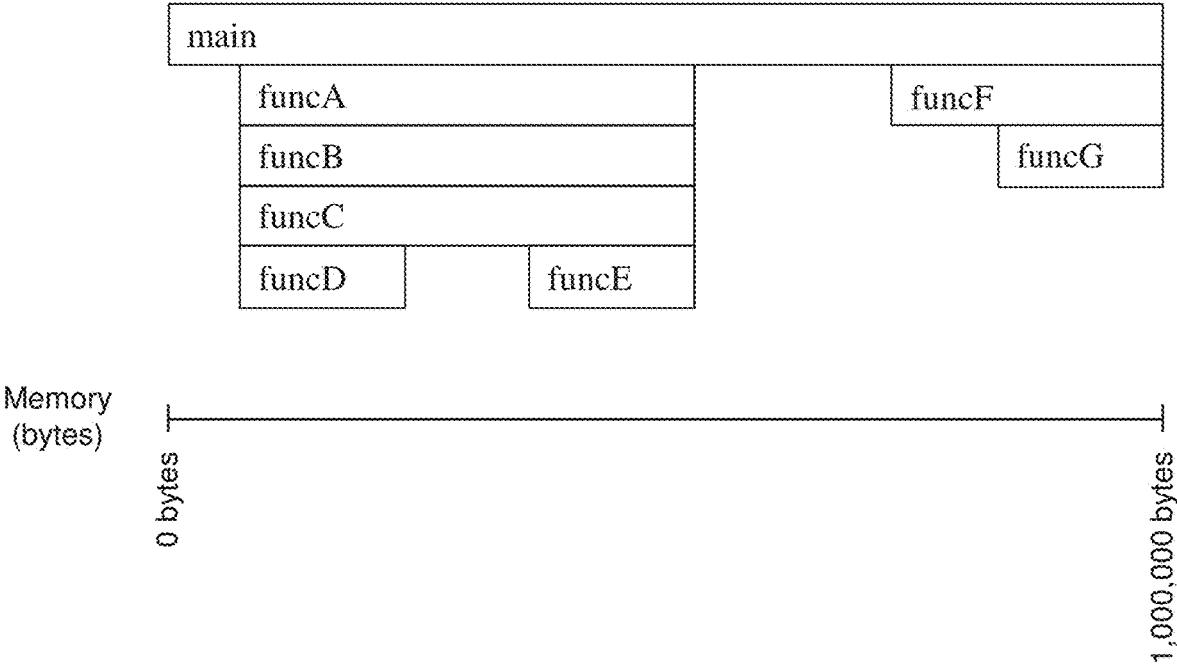 main
funcA
funcF
funcB
funcG
funcC
funcD
funcE
Memory
(bytes)
0 bytes
1,000,000 bytes